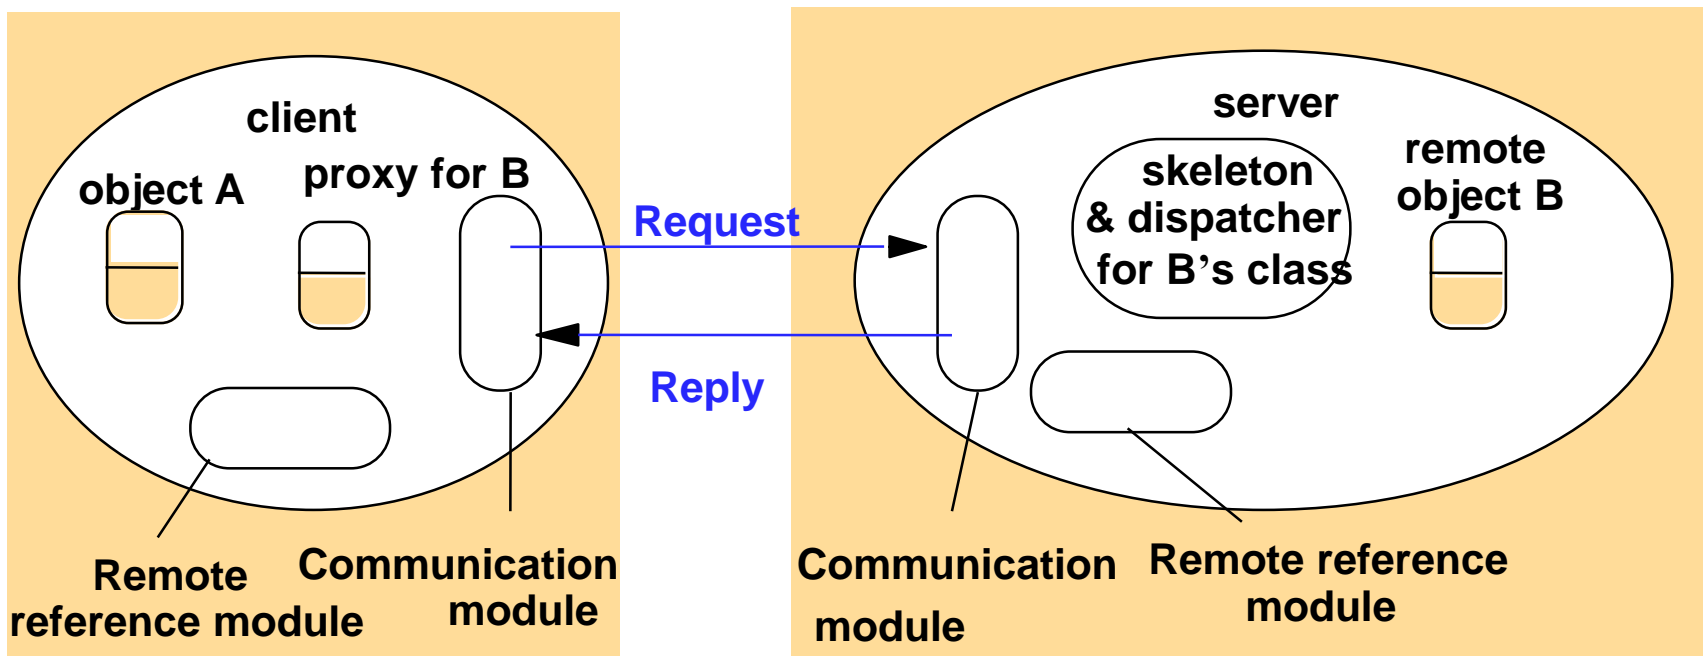 client
object A
proxy for B
Request
Reply
Remote
reference module
Communication
module
server
skeleton
& dispatcher
for B’s class
remote
object B
Communication
module
Remote reference
module